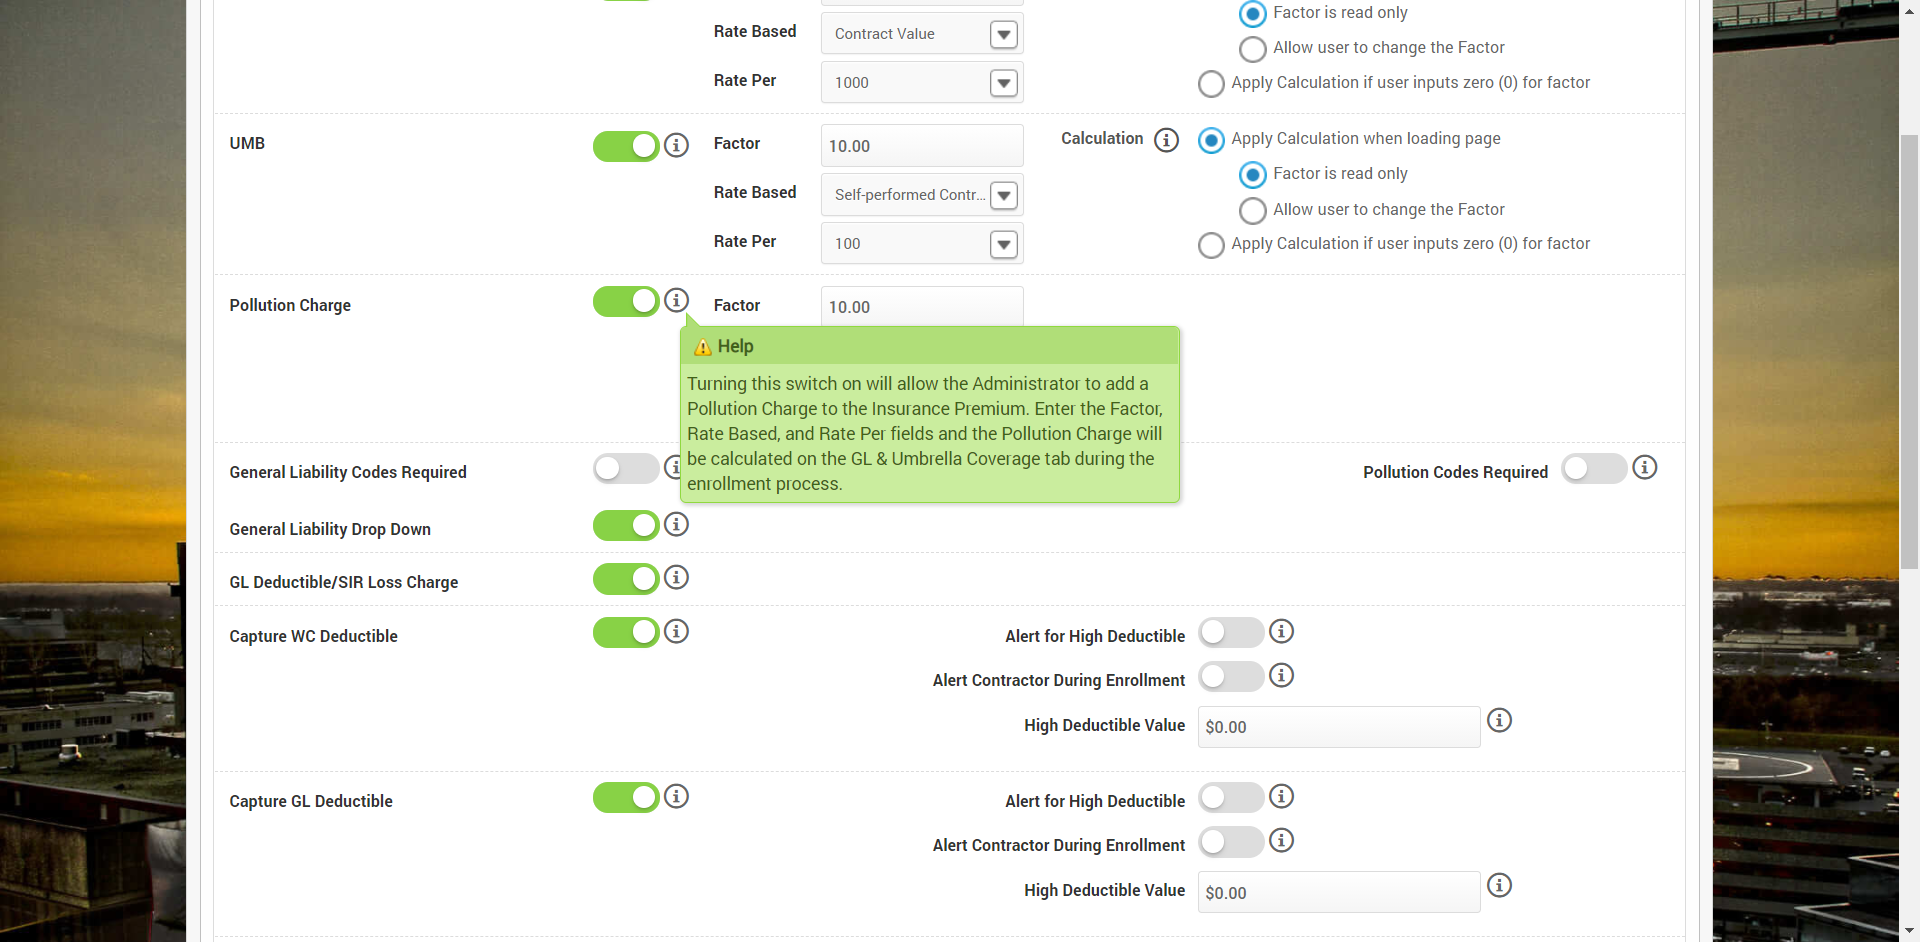 Factor is read only
Rate Based
Contract Value
Allow user to change the Factor
Rate Per
1000
Apply Calculation if user inputs zero (0) for factor
UMB
Factor
10.00
Calculation
Apply Calculation when loading page
Factor is read only
Rate Based
Self-performed Contr...
Allow user to change the Factor
Rate Per
100
Apply Calculation if user inputs zero (0) for factor
Pollution Charge
Factor
10.00
Help
Turning this switch on will allow the Administrator to add a
Pollution Charge to the Insurance Premium. Enter the Factor,
Rate Based, and Rate Per fields and the Pollution Charge will
be calculated on the GL & Umbrella Coverage tab during the
enrollment process.
General Liability Codes Required
Pollution Codes Required
General Liability Drop Down
GL Deductible/SIR Loss Charge
Capture WC Deductible
Alert for High Deductible
Alert Contractor During Enrollment
High Deductible Value
$0.00
Capture GL Deductible
Alert for High Deductible
Alert Contractor During Enrollment
High Deductible Value
$0.00